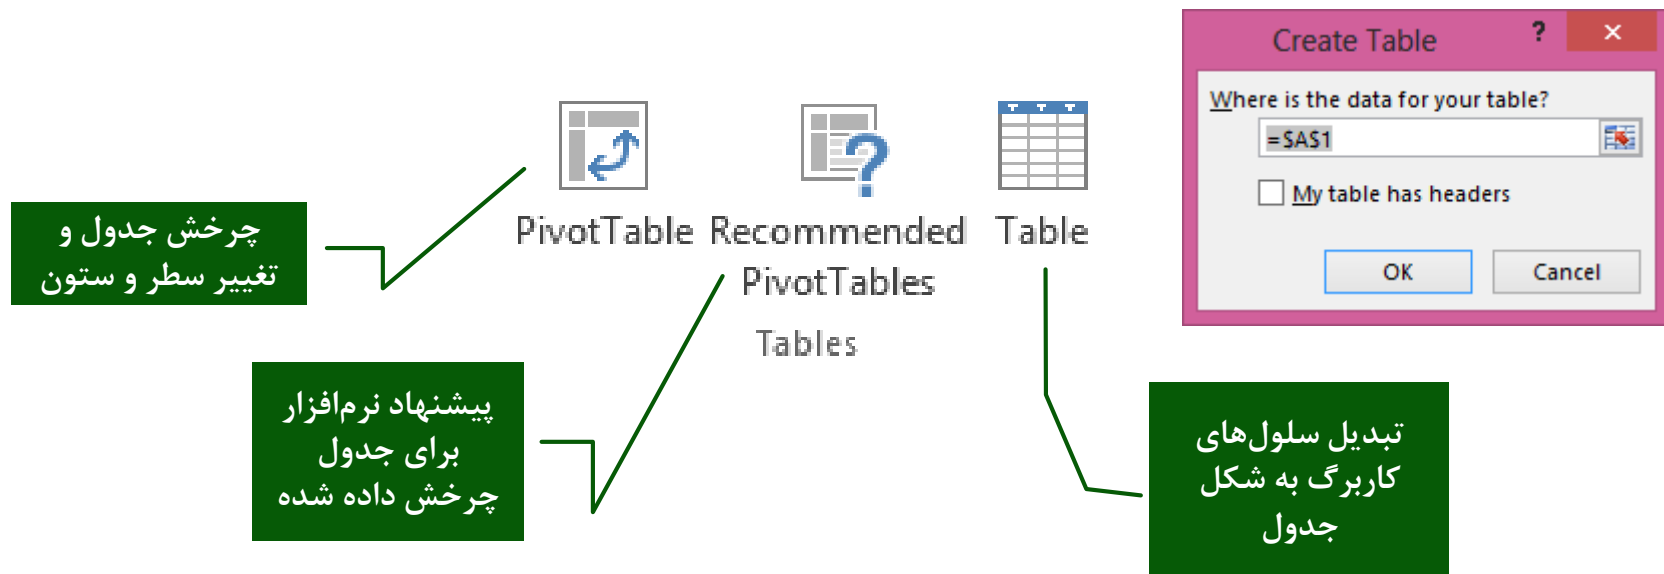 Create Table
?
×
Where is the data for your table?
=$A$1
My table has headers
OK
Cancel
PivotTable
Recommended
PivotTables
Table
Tables
چرخش جدول و
تغییر سطر و ستون
پیشنهاد نرم‌افزار
برای جدول
چرخش داده شده
تبدیل سلول‌های
کاربرگ به شکل
جدول